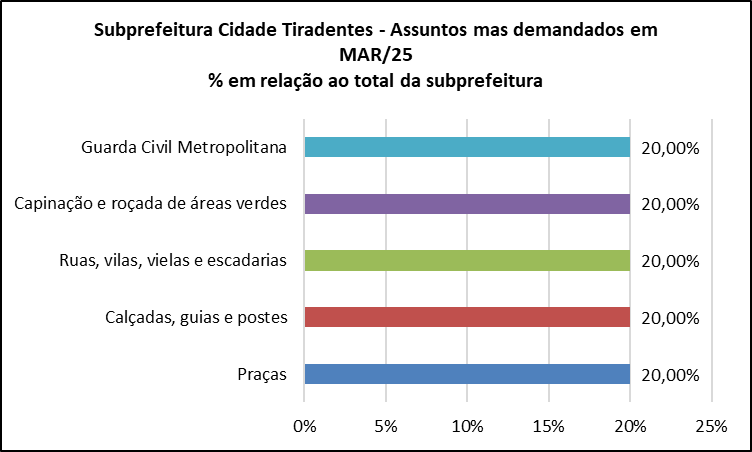 Subprefeitura Cidade Tiradentes - Assuntos mas demandados em
MAR/25
% em relação ao total da subprefeitura
Guarda Civil Metropolitana 20,00%
Capinação e roçada de áreas verdes 20,00%
Ruas, vilas, vielas e escadarias 20,00%
Calçadas, guias e postes 20,00%
Praças 20,00%
0% 5% 10% 15% 20% 25%